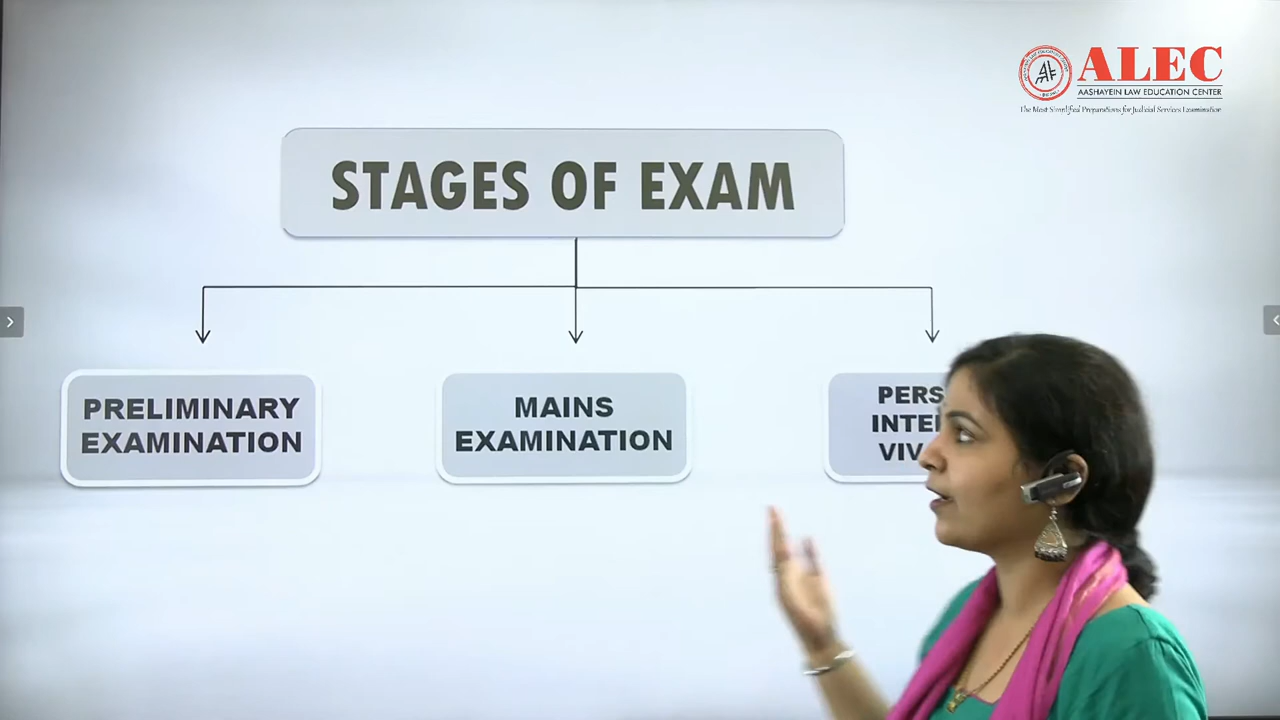 ALEC
AASHAYEIN LAW EDUCATION CENTER
The Most Simplified Preparations for Judicial Services Examination
STAGES OF EXAM
PRELIMINARY
EXAMINATION
MAINS
EXAMINATION
PERS
INTE
VIV